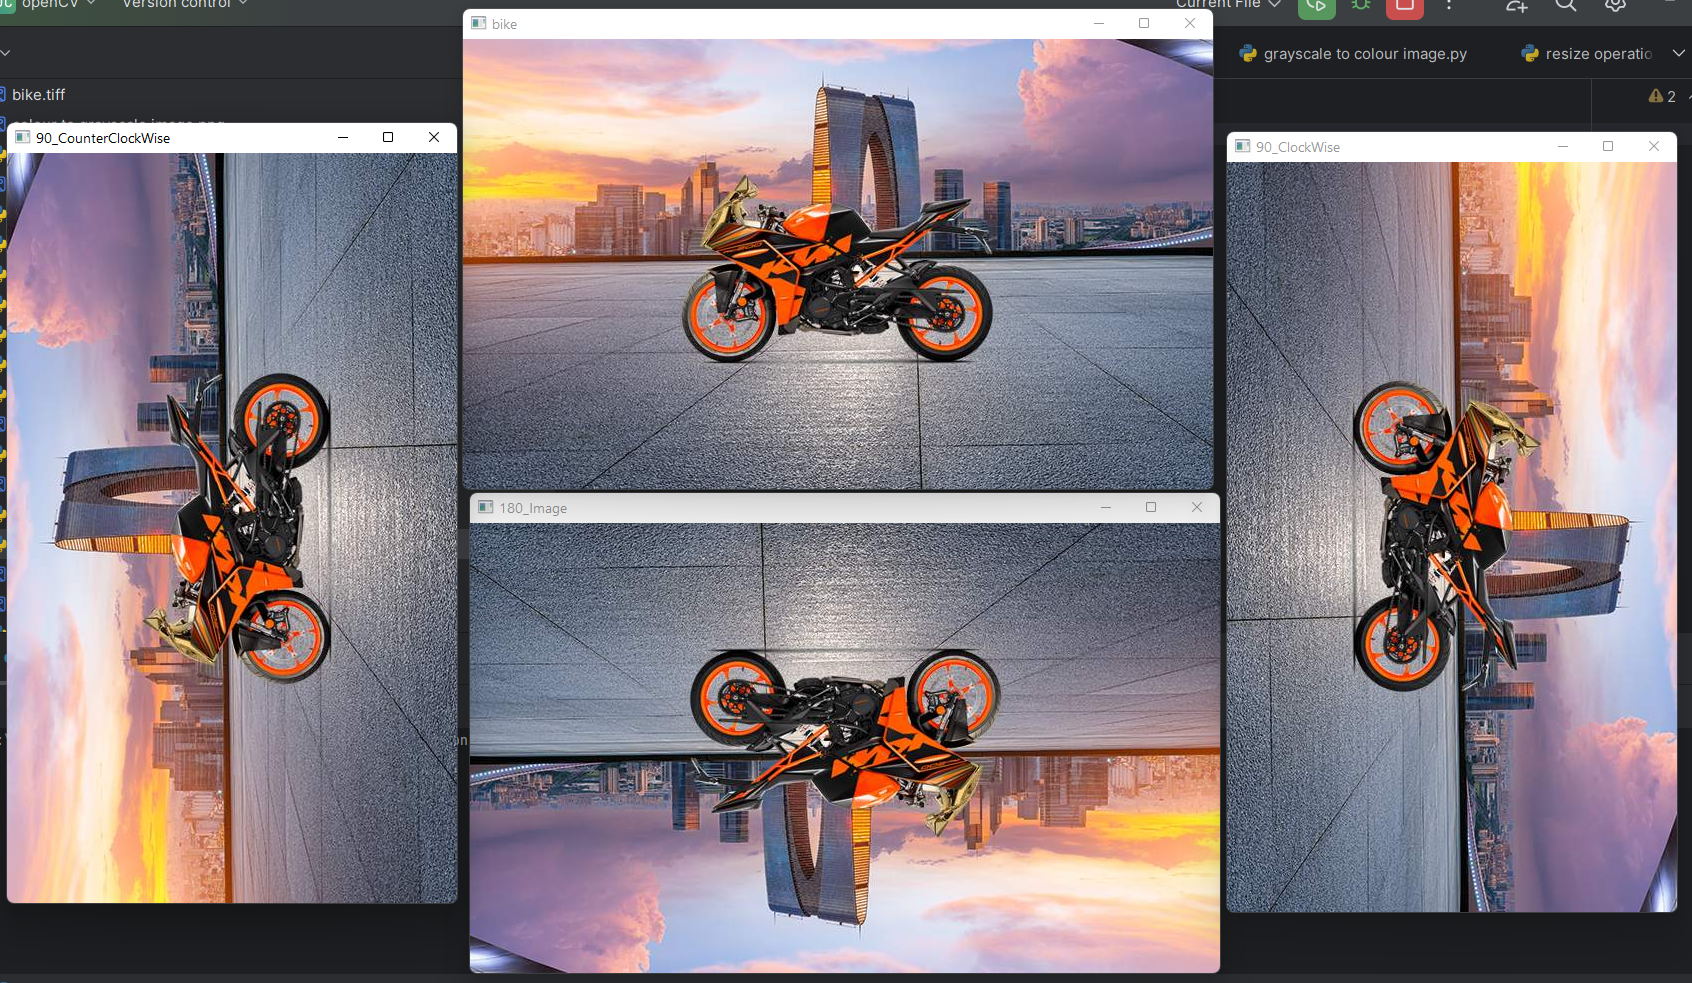 openCV
Version control
Current File
bike
grayscale to colour image.py
resize operatio
bike.tiff
2
90_CounterClockWise
90_ClockWise
180_Image